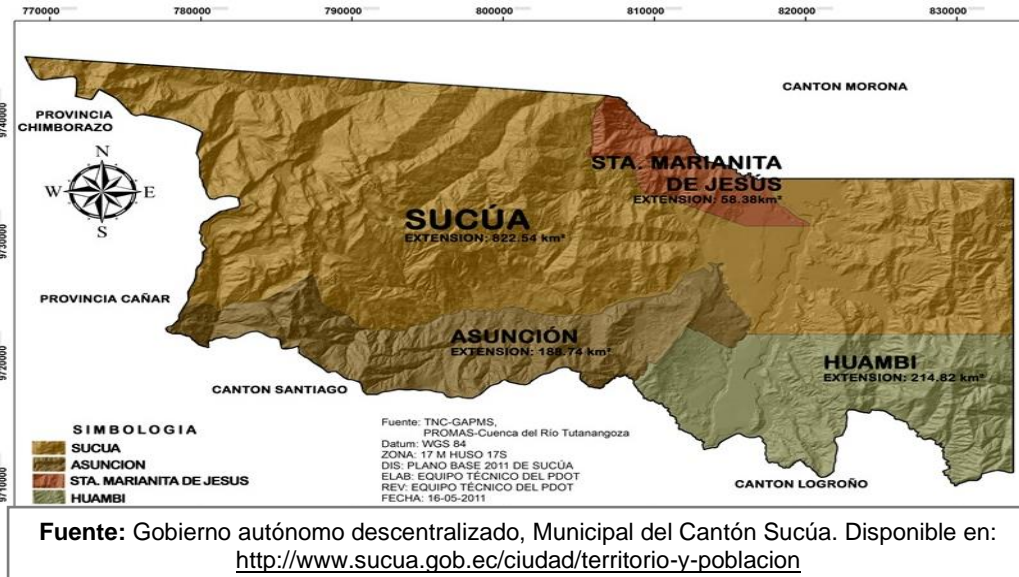 770000 780000 790000 800000 810000 820000 830000
CANTON MORONA
9740000
PROVINCIA
CHIMBORAZO
N
W E
S
STA. MARIANITA
DE JESÚS
EXTENSION: 58.38km²
SUCÚA
EXTENSION: 822.54 km²
9730000
PROVINCIA CAÑAR
ASUNCIÓN
EXTENSION: 188.74 km²
HUAMBI
EXTENSION: 214.82 km²
9720000
CANTON SANTIAGO
SIMBOLOGIA
SUCUA
ASUNCION
STA. MARIANITA DE JESUS
HUAMBI
Fuente: TNC-GAPMS,
PROMAS-Cuenca del Río Tutanangoza
Datum: WGS 84
ZONA: 17 M HUSO 17S
DIS: PLANO BASE 2011 DE SUCÚA
ELAB: EQUIPO TÉCNICO DEL PDOT
REV: EQUIPO TÉCNICO DEL PDOT
FECHA: 16-05-2011
CANTON LOGROÑO
9710000
Fuente: Gobierno autónomo descentralizado, Municipal del Cantón Sucúa. Disponible en:
http://www.sucua.gob.ec/ciudad/territorio-y-poblacion